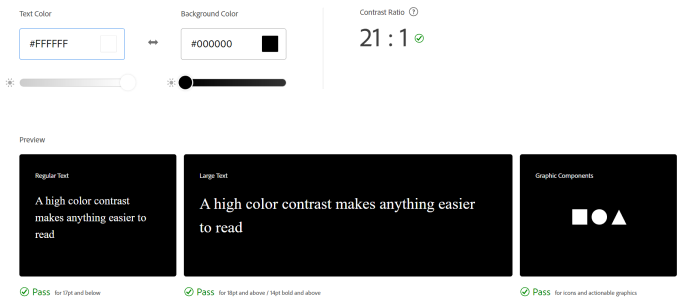 Text Color
Background Color
Contrast Ratio ?
#FFFFFF
#000000
21 : 1
Preview
Regular Text
A high color contrast
makes anything easier to
read
Large Text
A high color contrast makes anything easier
to read
Graphic Components
Pass for 17pt and below
Pass for 18pt and above / 14pt bold and above
Pass for icons and actionable graphics